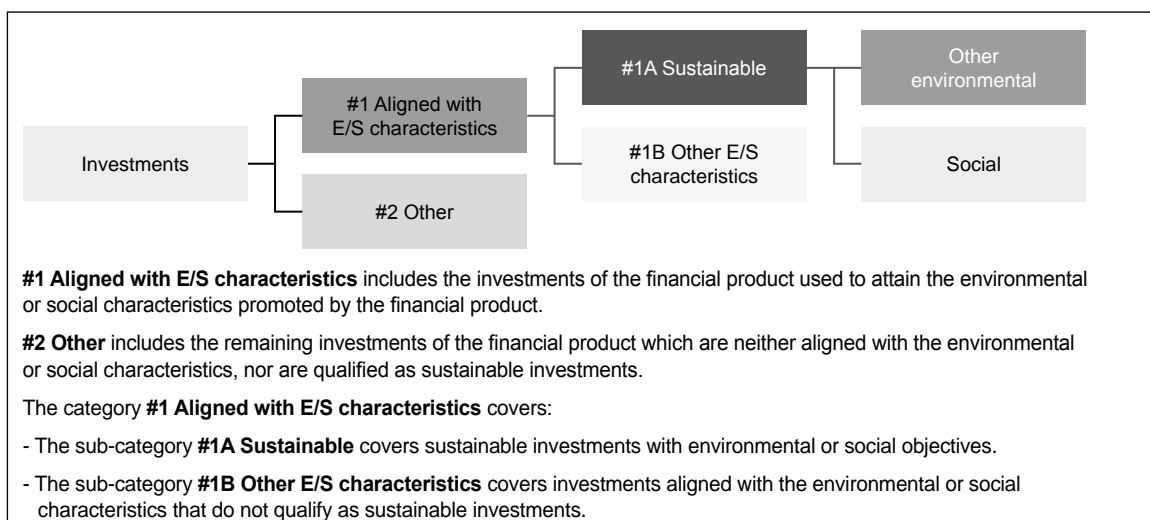 #1A Sustainable
Other
environmental
#1 Aligned with
E/S characteristics
Investments
#1B Other E/S
characteristics
Social
#2 Other
#1 Aligned with E/S characteristics includes the investments of the financial product used to attain the environmental
or social characteristics promoted by the financial product.
#2 Other includes the remaining investments of the financial product which are neither aligned with the environmental
or social characteristics, nor are qualified as sustainable investments.
The category #1 Aligned with E/S characteristics covers:
- The sub-category #1A Sustainable covers sustainable investments with environmental or social objectives.
- The sub-category #1B Other E/S characteristics covers investments aligned with the environmental or social
characteristics that do not qualify as sustainable investments.